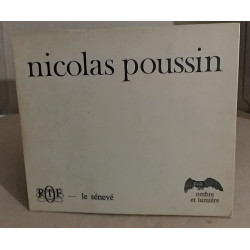 nicolas poussin
— le sénevé
ombre
et lumière